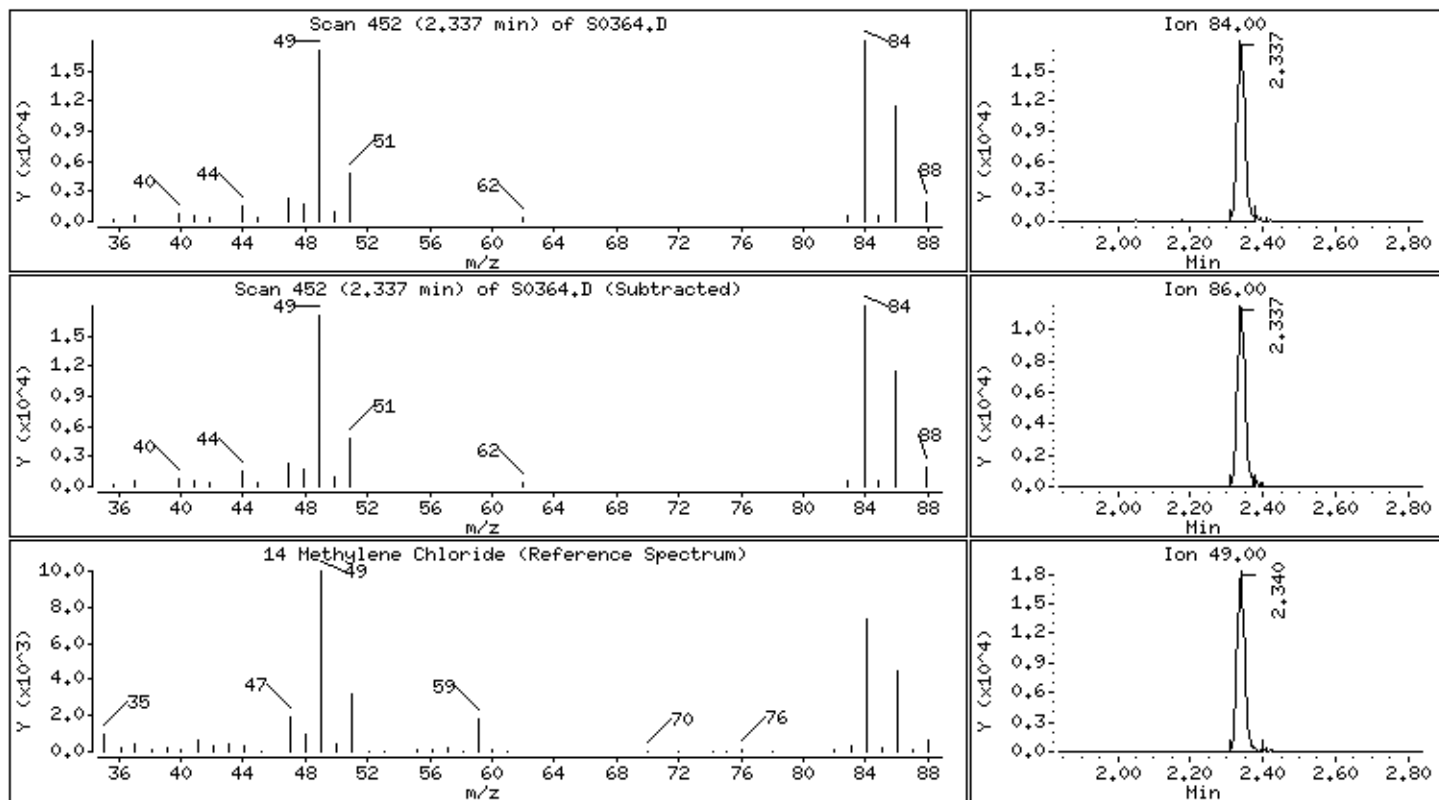 Scan 452 (2.337 min) of S0364.D
Y (x10^4)
1.5
1.2
0.9
0.6
0.3
0.0
40
44
49
51
62
84
88
36 40 44 48 52 56 60 64 68 72 76 80 84 88
m/z
Ion 84.00
Y (x10^4)
1.5
1.2
0.9
0.6
0.3
0.0
2.337
2.00 2.20 2.40 2.60 2.80
Min
Scan 452 (2.337 min) of S0364.D (Subtracted)
Y (x10^4)
1.5
1.2
0.9
0.6
0.3
0.0
40
44
49
51
62
84
88
36 40 44 48 52 56 60 64 68 72 76 80 84 88
m/z
Ion 86.00
Y (x10^4)
1.0
0.8
0.6
0.4
0.2
0.0
2.337
2.00 2.20 2.40 2.60 2.80
Min
14 Methylene Chloride (Reference Spectrum)
Y (x10^3)
10.0
8.0
6.0
4.0
2.0
0.0
35
47
49
59
70
76
36 40 44 48 52 56 60 64 68 72 76 80 84 88
m/z
Ion 49.00
Y (x10^4)
1.8
1.5
1.2
0.9
0.6
0.3
0.0
2.340
2.00 2.20 2.40 2.60 2.80
Min